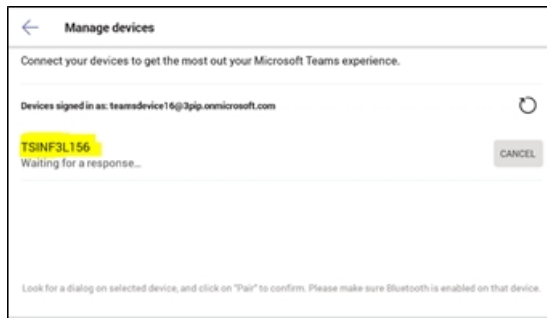 Manage devices
Connect your devices to get the most out your Microsoft Teams experience.
Devices signed in as: teamsdevice16@3pip.onmicrosoft.com
TSINF3L156
Waiting for a response...
CANCEL
Look for a dialog on selected device, and click on "Pair" to confirm. Please make sure Bluetooth is enabled on that device.